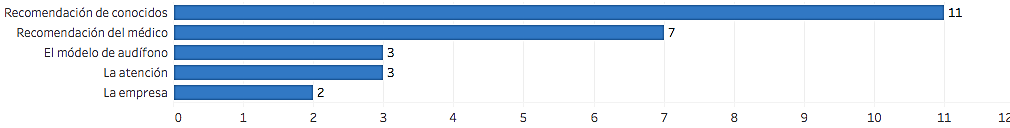 Recomendación de conocidos 11
Recomendación del médico 7
El módelo de audífono 3
La atención 3
La empresa 2
0 1 2 3 4 5 6 7 8 9 10 11 12